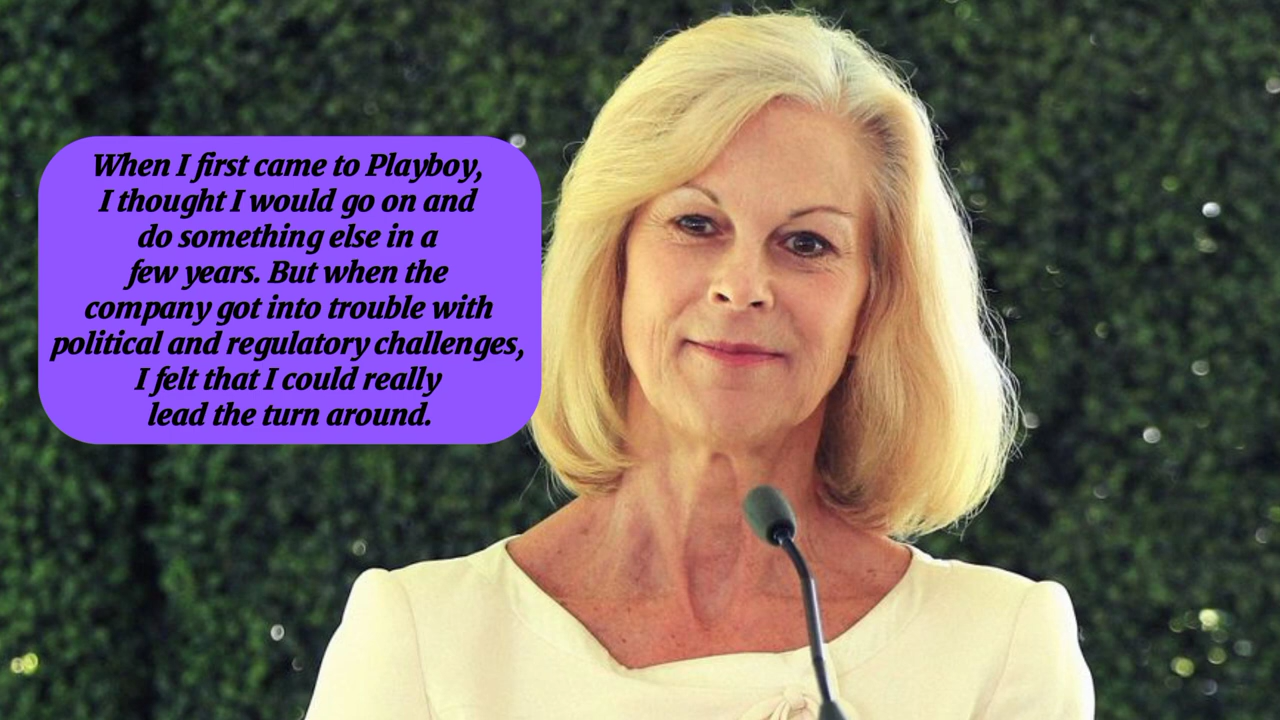 When I first came to Playboy,
I thought I would go on and
do something else in a
few years. But when the
company got into trouble with
political and regulatory challenges,
I felt that I could really
lead the turn around.